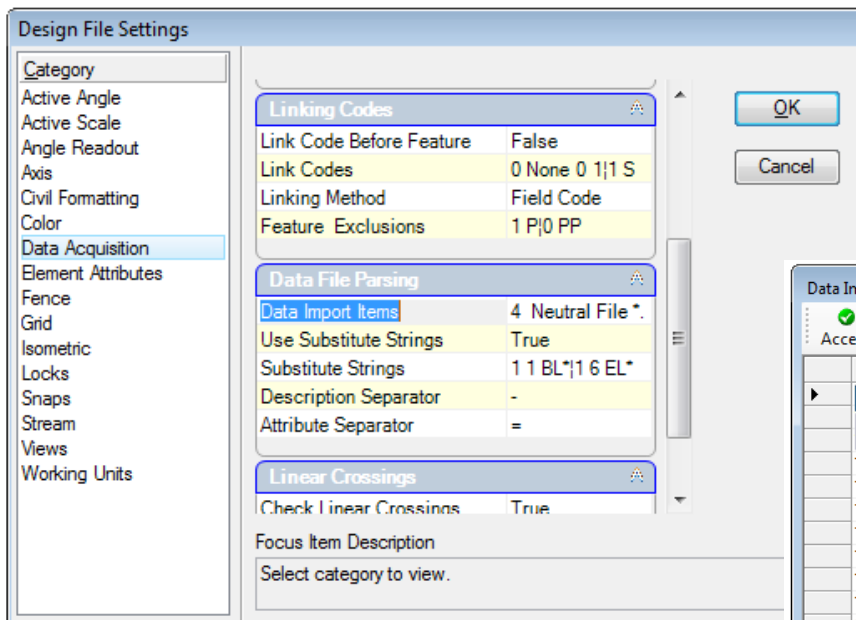 Design File Settings
Category
Active Angle
Active Scale
Angle Readout
Axis
Civil Formatting
Color
Data Acquisition
Element Attributes
Fence
Grid
Isometric
Locks
Snaps
Stream
Views
Working Units
Linking Codes
Link Code Before Feature False
Link Codes 0 None 0 1¦1 S
Linking Method Field Code
Feature Exclusions 1 P¦0 PP
Data File Parsing
Data Import Items 4 Neutral File *.
Use Substitute Strings True
Substitute Strings 1 1 BL*¦1 6 EL*
Description Separator -
Attribute Separator =
Linear Crossings
Check Linear Crossings True
Focus Item Description
Select category to view.
OK
Cancel
Data In
Acce